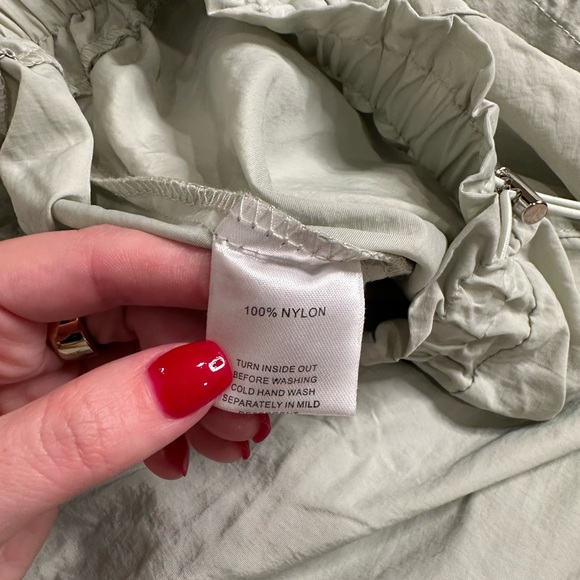 100% NYLON
TURN INSIDE OUT
BEFORE WASHING
COLD HAND WASH
SEPARATELY IN MILD